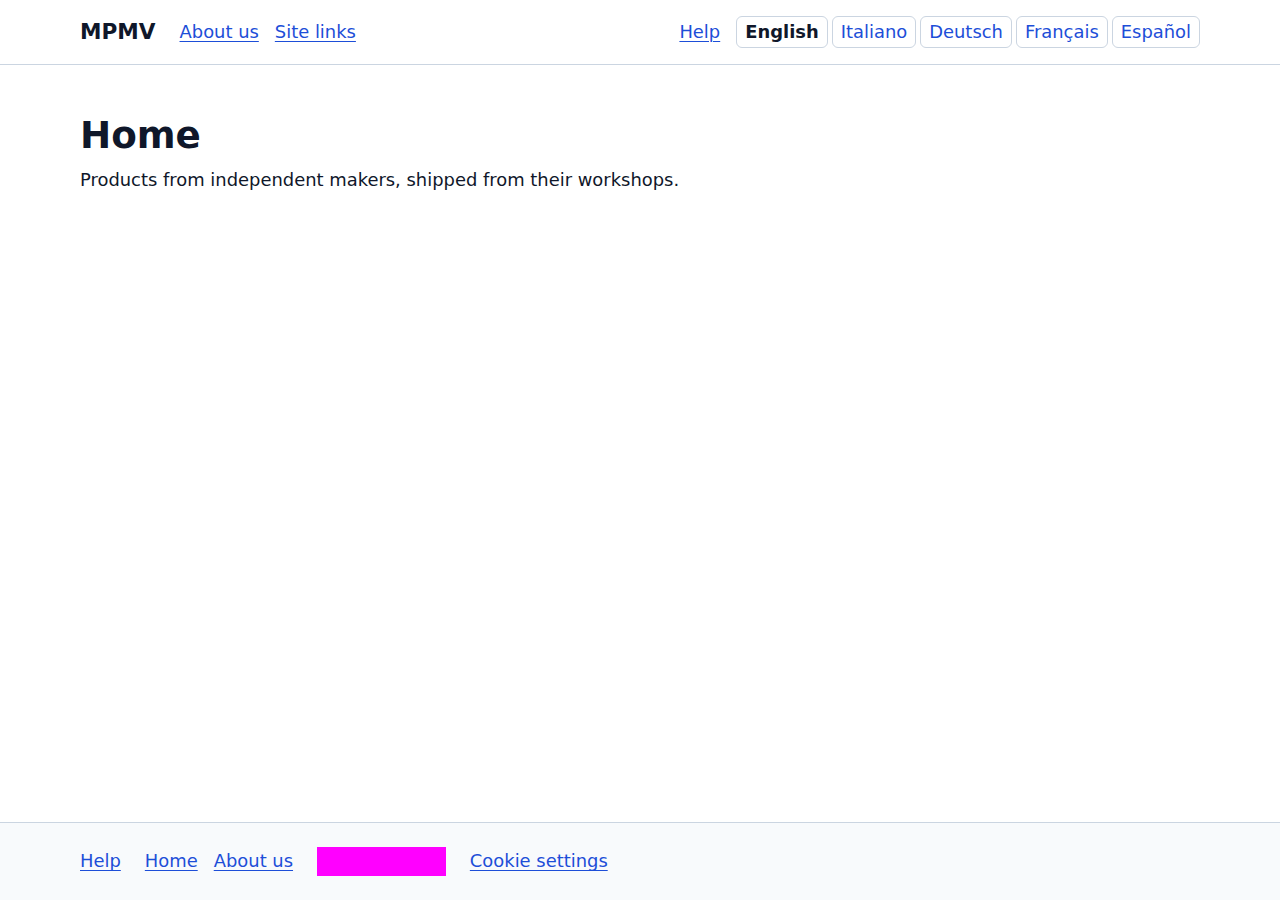 MPMV About us Site links Help English Italiano Deutsch Français Español
Home
Products from independent makers, shipped from their workshops.
Help Home About us Cookie settings